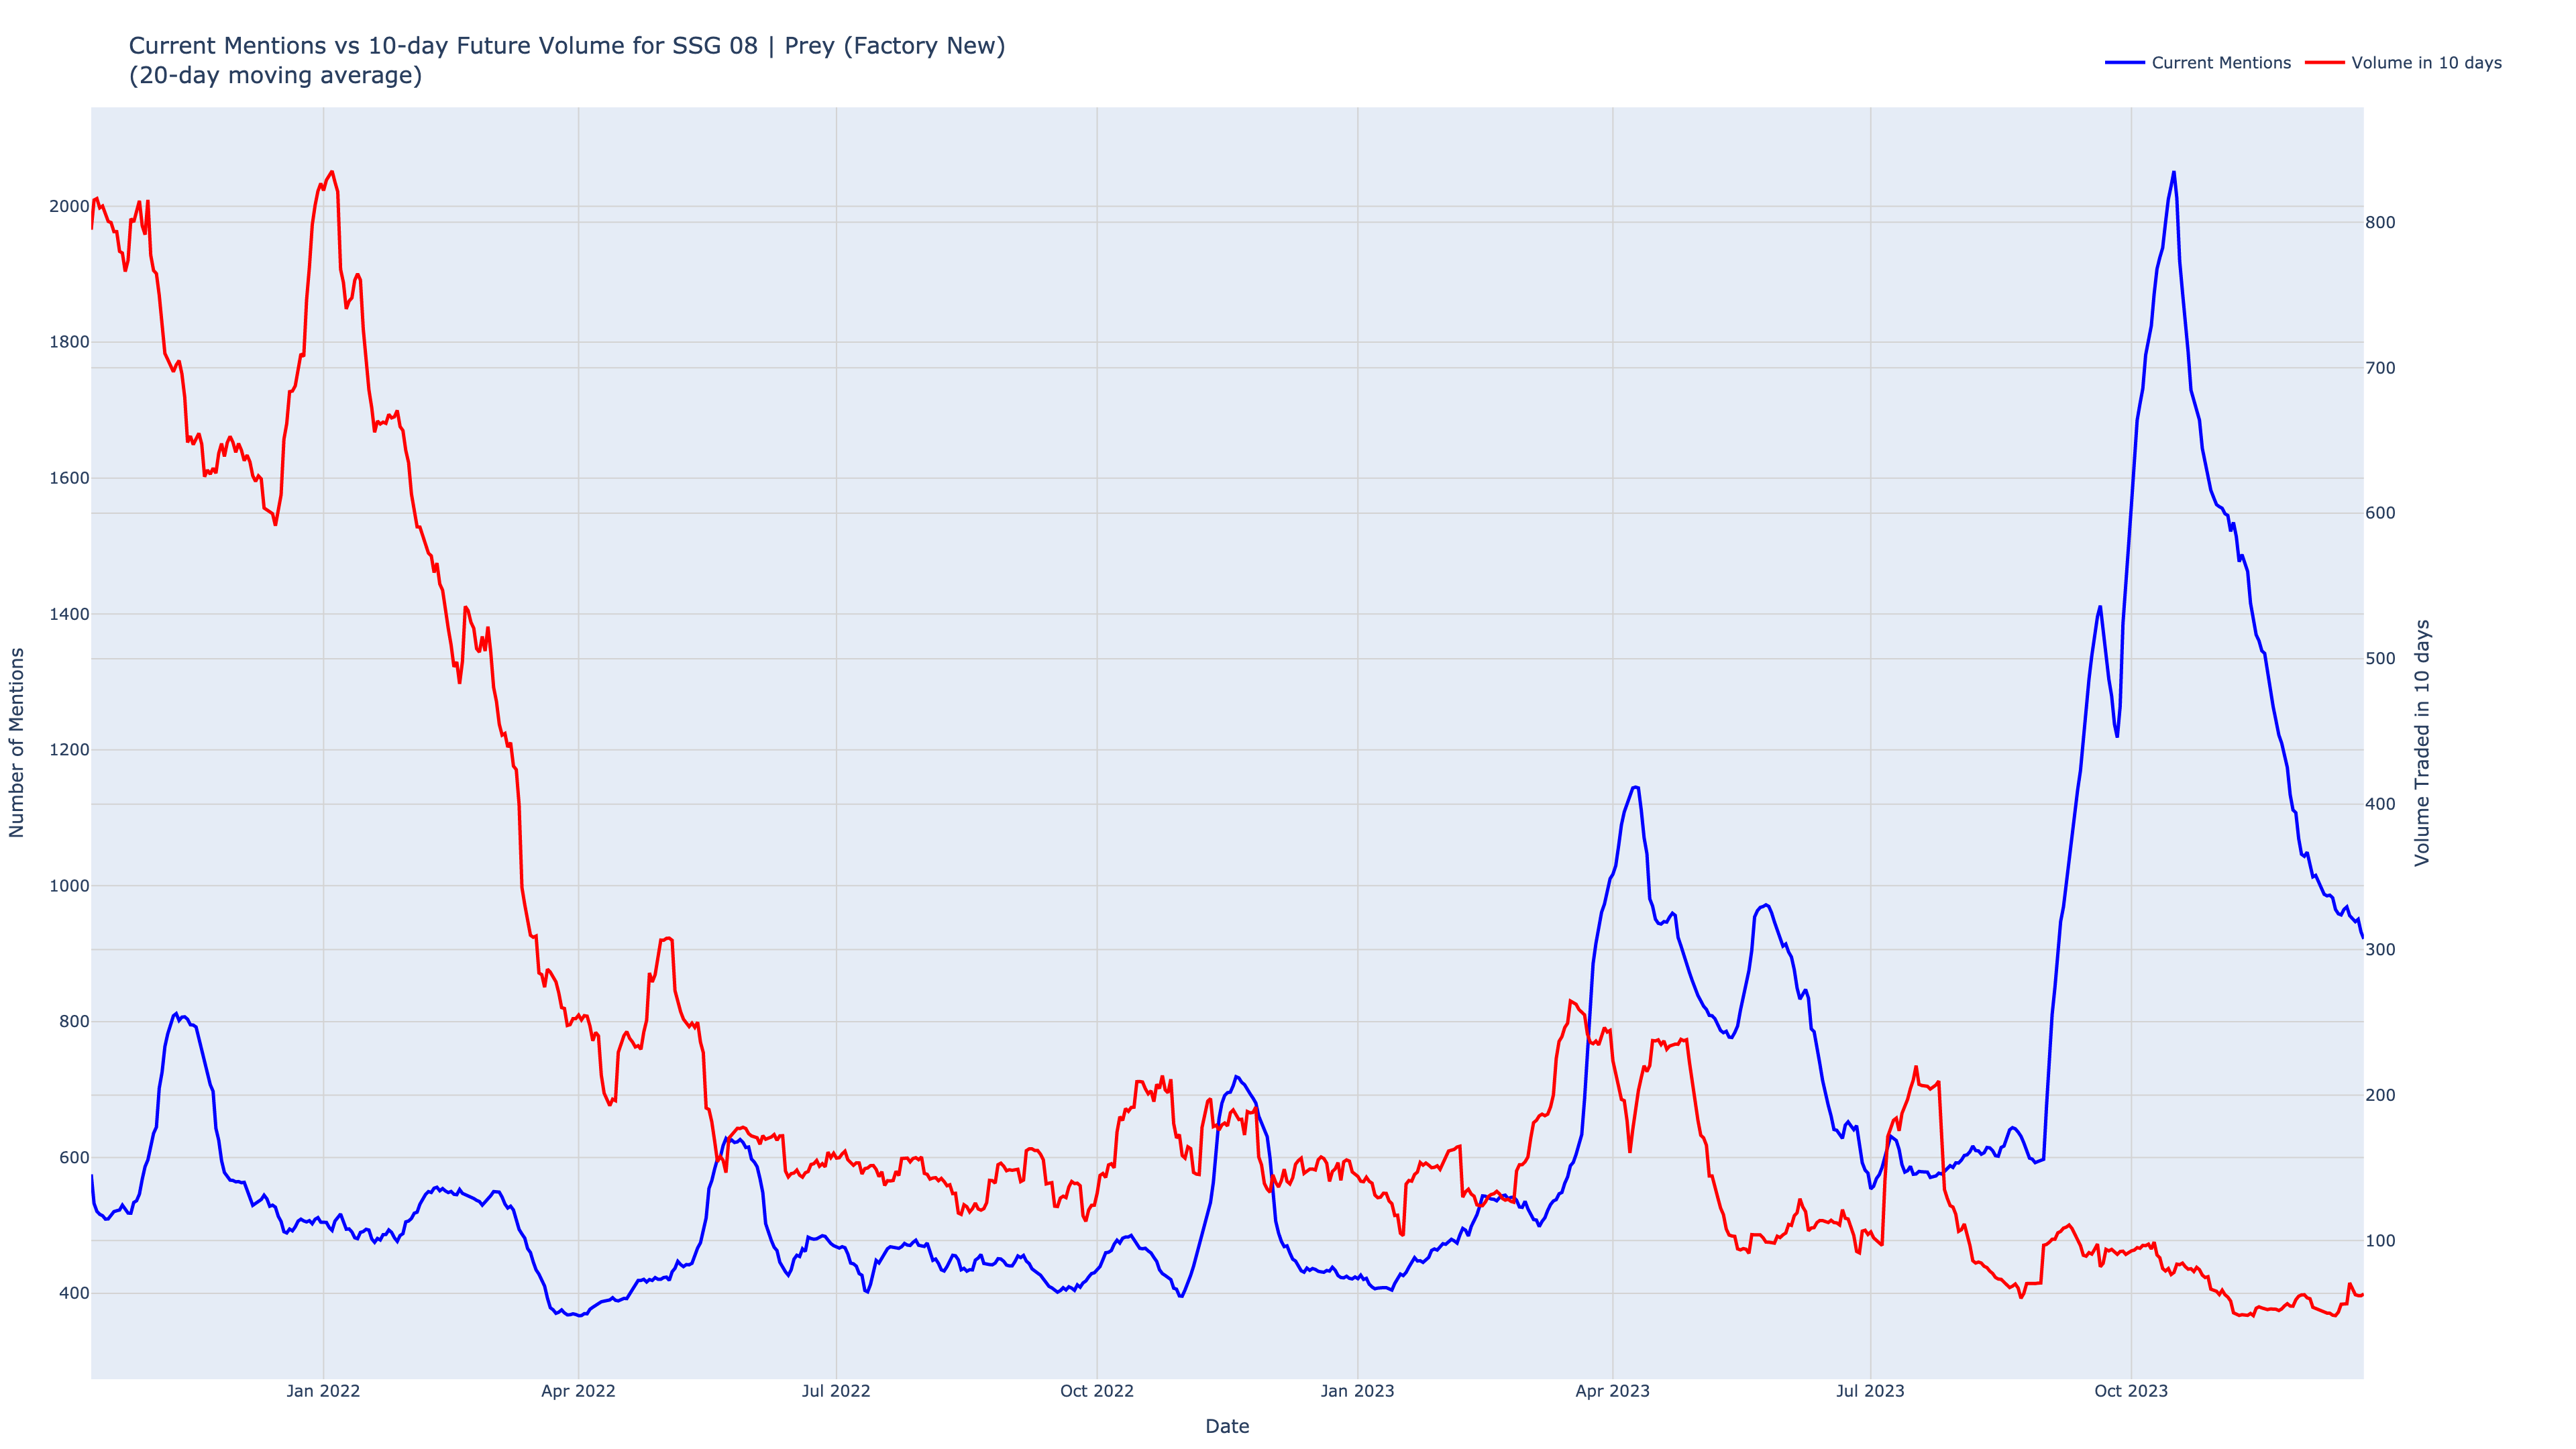 Current Mentions vs 10-day Future Volume for SSG 08 | Prey (Factory New)
(20-day moving average)
Current Mentions
Volume in 10 days
2000
1800
1600
1400
1200
1000
800
600
400
Number of Mentions
800
700
600
500
400
300
200
100
Volume Traded in 10 days
Jan 2022
Apr 2022
Jul 2022
Oct 2022
Jan 2023
Apr 2023
Jul 2023
Oct 2023
Date